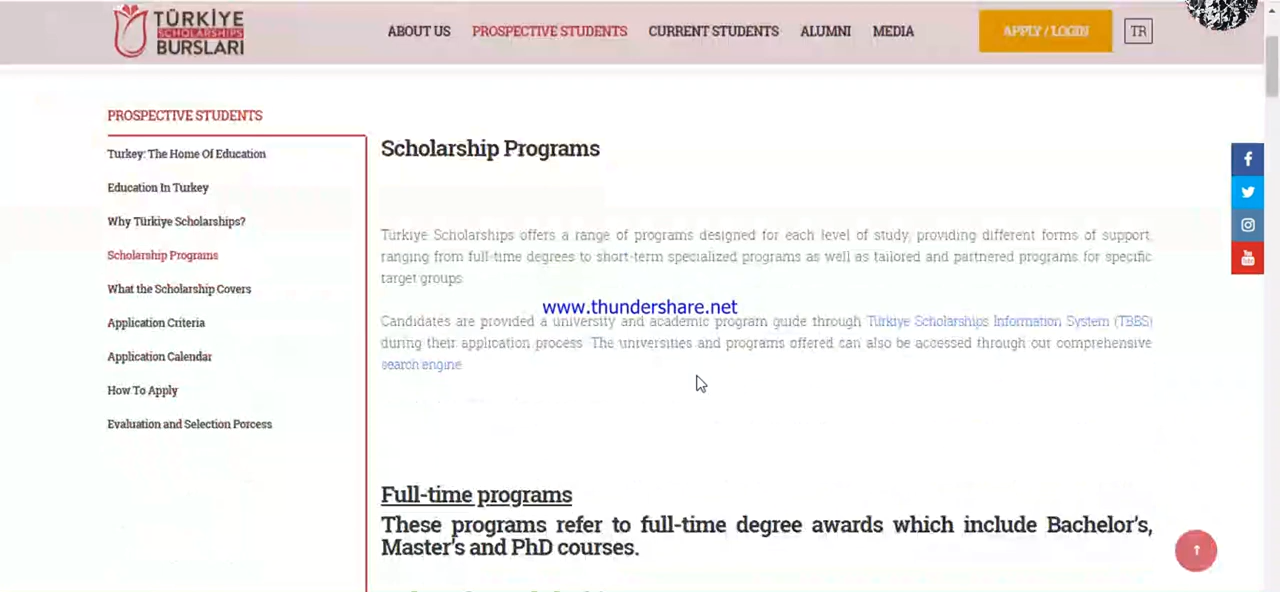 TÜRKİYE
SCHOLARSHIPS
BURSLARI
ABOUT US
PROSPECTIVE STUDENTS
CURRENT STUDENTS
ALUMNI
MEDIA
APPLY / LOGIN
TR
PROSPECTIVE STUDENTS
Turkey: The Home Of Education
Education In Turkey
Why Türkiye Scholarships?
Scholarship Programs
What the Scholarship Covers
Application Criteria
Application Calendar
How To Apply
Evaluation and Selection Porcess
Scholarship Programs
Türkiye Scholarships offers a range of programs designed for each level of study, providing different forms of support,
ranging from full-time degrees to short-term specialized programs as well as tailored and partnered programs for specific
target groups.
www.thundershare.net
Candidates are provided a university and academic program guide through Türkiye Scholarships Information System (TBBS)
during their application process. The universities and programs offered can also be accessed through our comprehensive
search engine.
Full-time programs
These programs refer to full-time degree awards which include Bachelor's,
Master's and PhD courses.